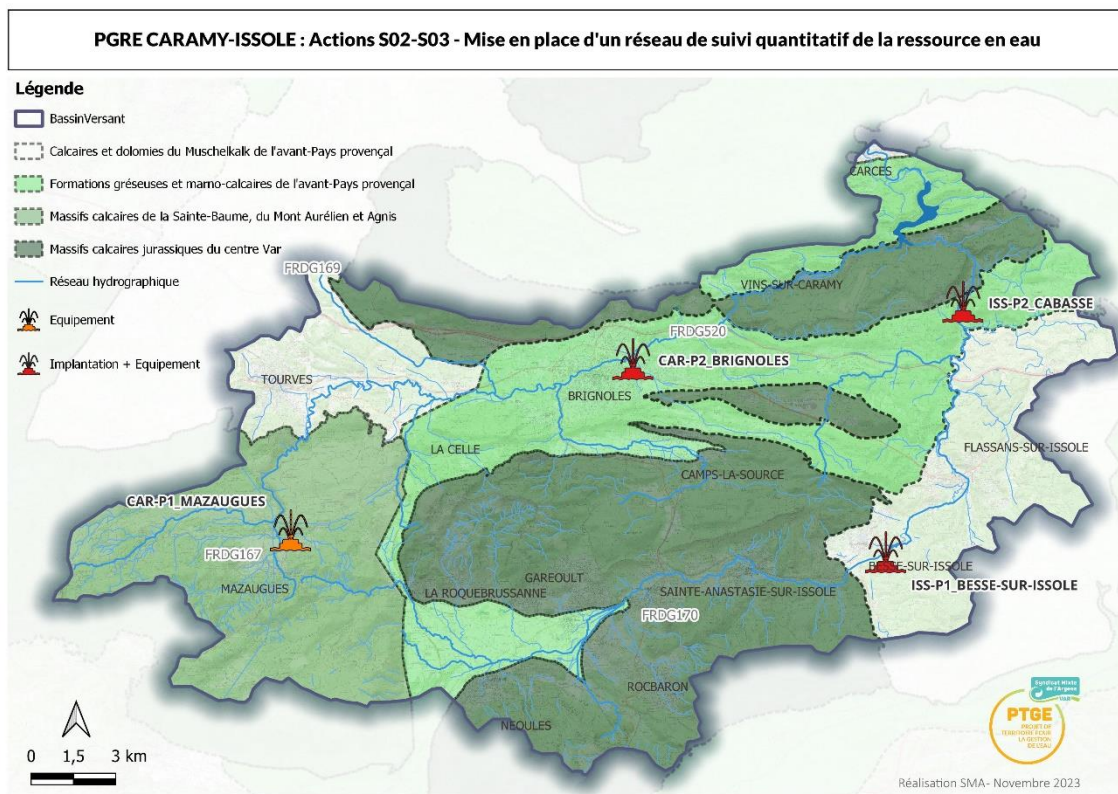 PGRE CARAMY-ISSOLE : Actions S02-S03 - Mise en place d'un réseau de suivi quantitatif de la ressource en eau
Légende
BassinVersant
Calcaires et dolomies du Muschelkalk de l'avant-Pays provençal
Formations gréseuses et marno-calcaires de l'avant-Pays provençal
Massifs calcaires de la Sainte-Baume, du Mont Aurélien et Agnis
Massifs calcaires jurassiques du centre Var
Réseau hydrographique
Equipement
Implantation + Equipement
CARCES
FRDG169
VINS-SUR-CARAMY
ISS-P2_CABASSE
FRDG520
CAR-P2_BRIGNOLES
TOURVES
BRIGNOLES
LA CELLE
FLASSANS-SUR-ISSOLE
CAMPS-LA-SOURCE
CAR-P1_MAZAUGUES
FRDG167
MAZAUGUES
GAREOULT
BESSE-SUR-ISSOLE
LA ROQUEBRUSSANNE
SAINTE-ANASTASIE-SUR-ISSOLE
ISS-P1_BESSE-SUR-ISSOLE
FRDG170
ROCBARON
NEOULES
0 1,5 3 km
Syndicat Mixte
de l'Argens
VAR
PTGE
PROJET DE
TERRITOIRE POUR
LA GESTION
DE L'EAU
Réalisation SMA- Novembre 2023